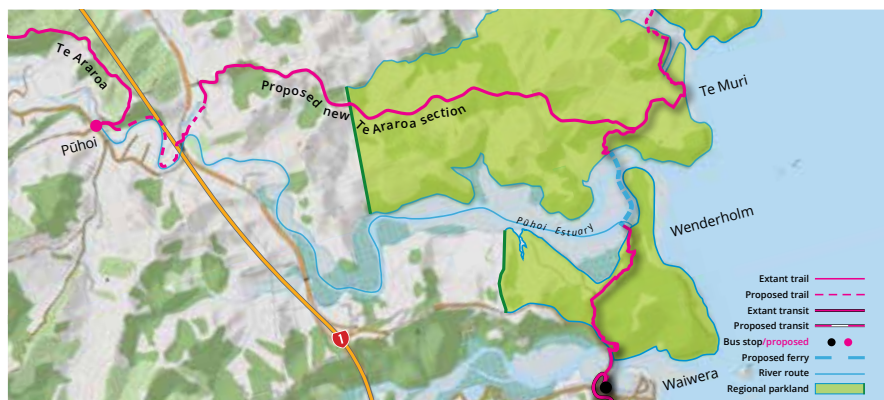 Te Araroa
Pūhoi
Proposed new
Te Araroa section
Te Muri
Pūhoi Estuary
Wenderholm
1
Waiwera
Extant trail
Proposed trail
Extant transit
Proposed transit
Bus stop/proposed
Proposed ferry
River route
Regional parkland